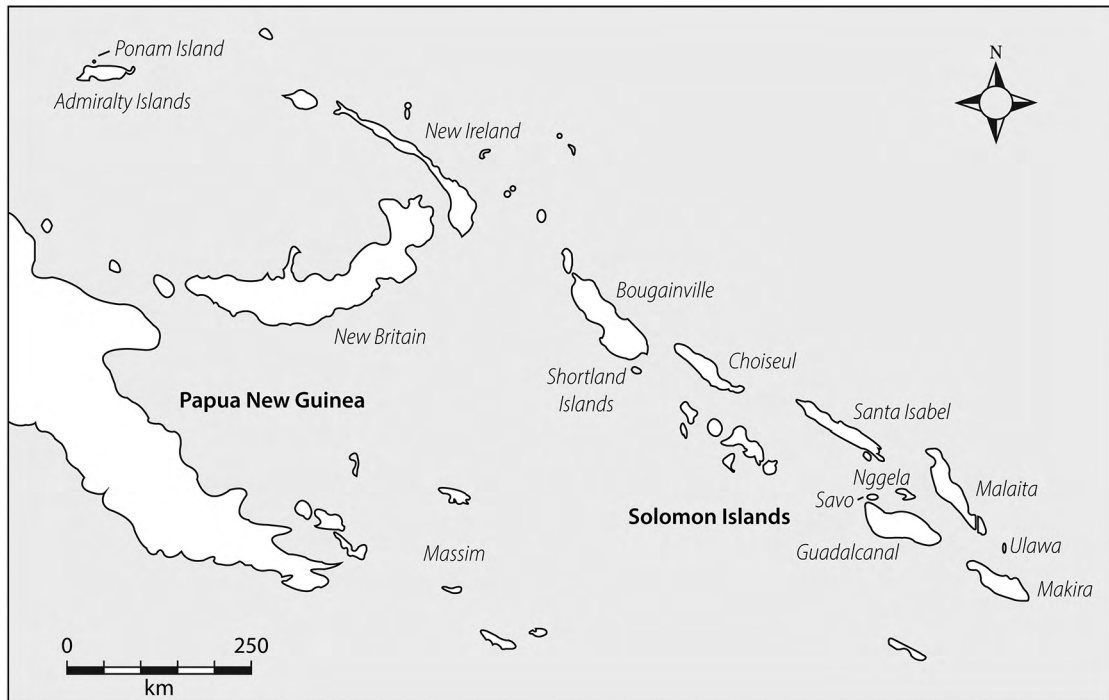 Ponam Island
N
Admiralty Islands
New Ireland
Bougainville
New Britain
Choiseul
Shortland
Islands
Papua New Guinea
Santa Isabel
Nggela
Malaita
Savo
Solomon Islands
Guadalcanal
Ulawa
Massim
Makira
0 250
km